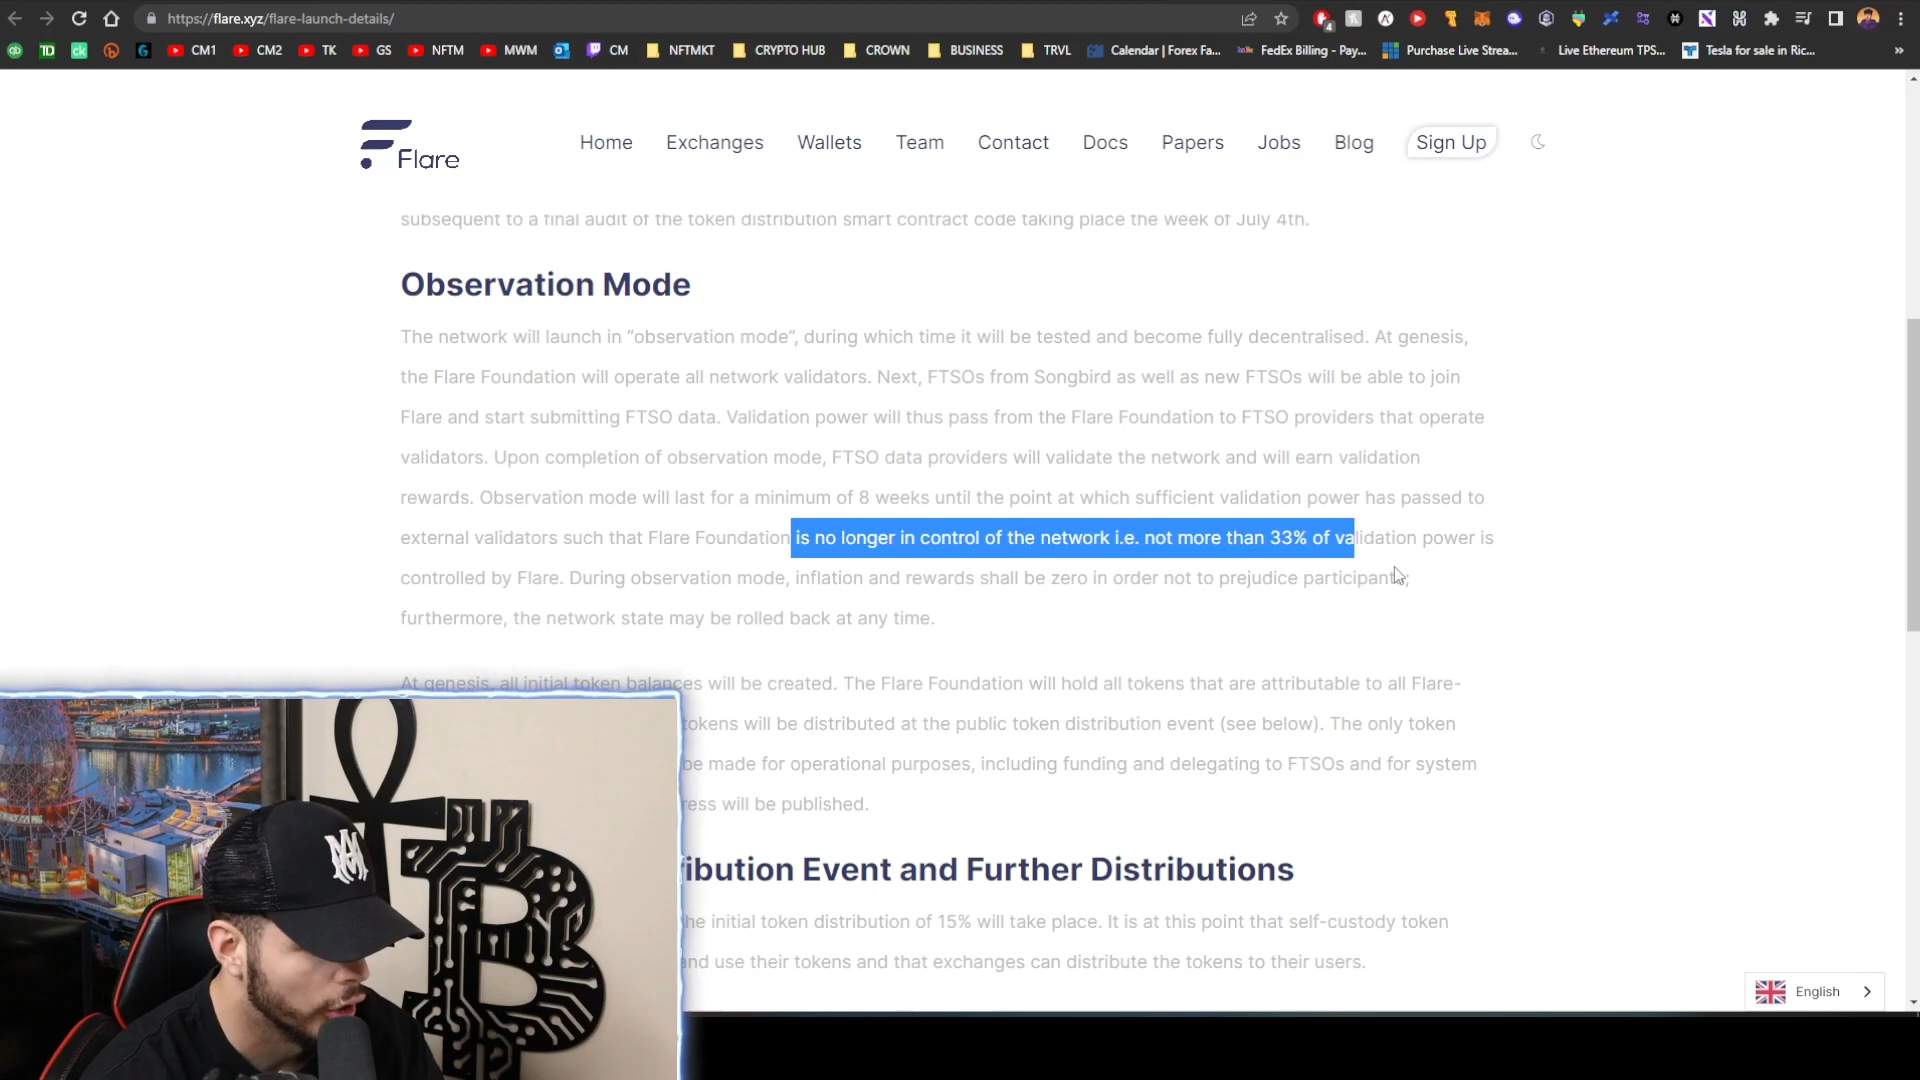 https://flare.xyz/flare-launch-details/
CM1 CM2 TK GS NFTM MWM CM NFTMKT CRYPTO HUB CROWN BUSINESS TRVL Calendar | Forex Fa... FedEx Billing - Pay... Purchase Live Strea... Live Ethereum TPS... Tesla for sale in Ric... »
Flare
Home Exchanges Wallets Team Contact Docs Papers Jobs Blog Sign Up
subsequent to a final audit of the token distribution smart contract code taking place the week of July 4th.
Observation Mode
The network will launch in “observation mode”, during which time it will be tested and become fully decentralised. At genesis,
the Flare Foundation will operate all network validators. Next, FTSOs from Songbird as well as new FTSOs will be able to join
Flare and start submitting FTSO data. Validation power will thus pass from the Flare Foundation to FTSO providers that operate
validators. Upon completion of observation mode, FTSO data providers will validate the network and will earn validation
rewards. Observation mode will last for a minimum of 8 weeks until the point at which sufficient validation power has passed to
external validators such that Flare Foundation is no longer in control of the network i.e. not more than 33% of validation power is
controlled by Flare. During observation mode, inflation and rewards shall be zero in order not to prejudice participants;
furthermore, the network state may be rolled back at any time.
At genesis, all initial token balances will be created. The Flare Foundation will hold all tokens that are attributable to all Flare-
tokens will be distributed at the public token distribution event (see below). The only token
be made for operational purposes, including funding and delegating to FTSOs and for system
ress will be published.
ribution Event and Further Distributions
he initial token distribution of 15% will take place. It is at this point that self-custody token
and use their tokens and that exchanges can distribute the tokens to their users.
English